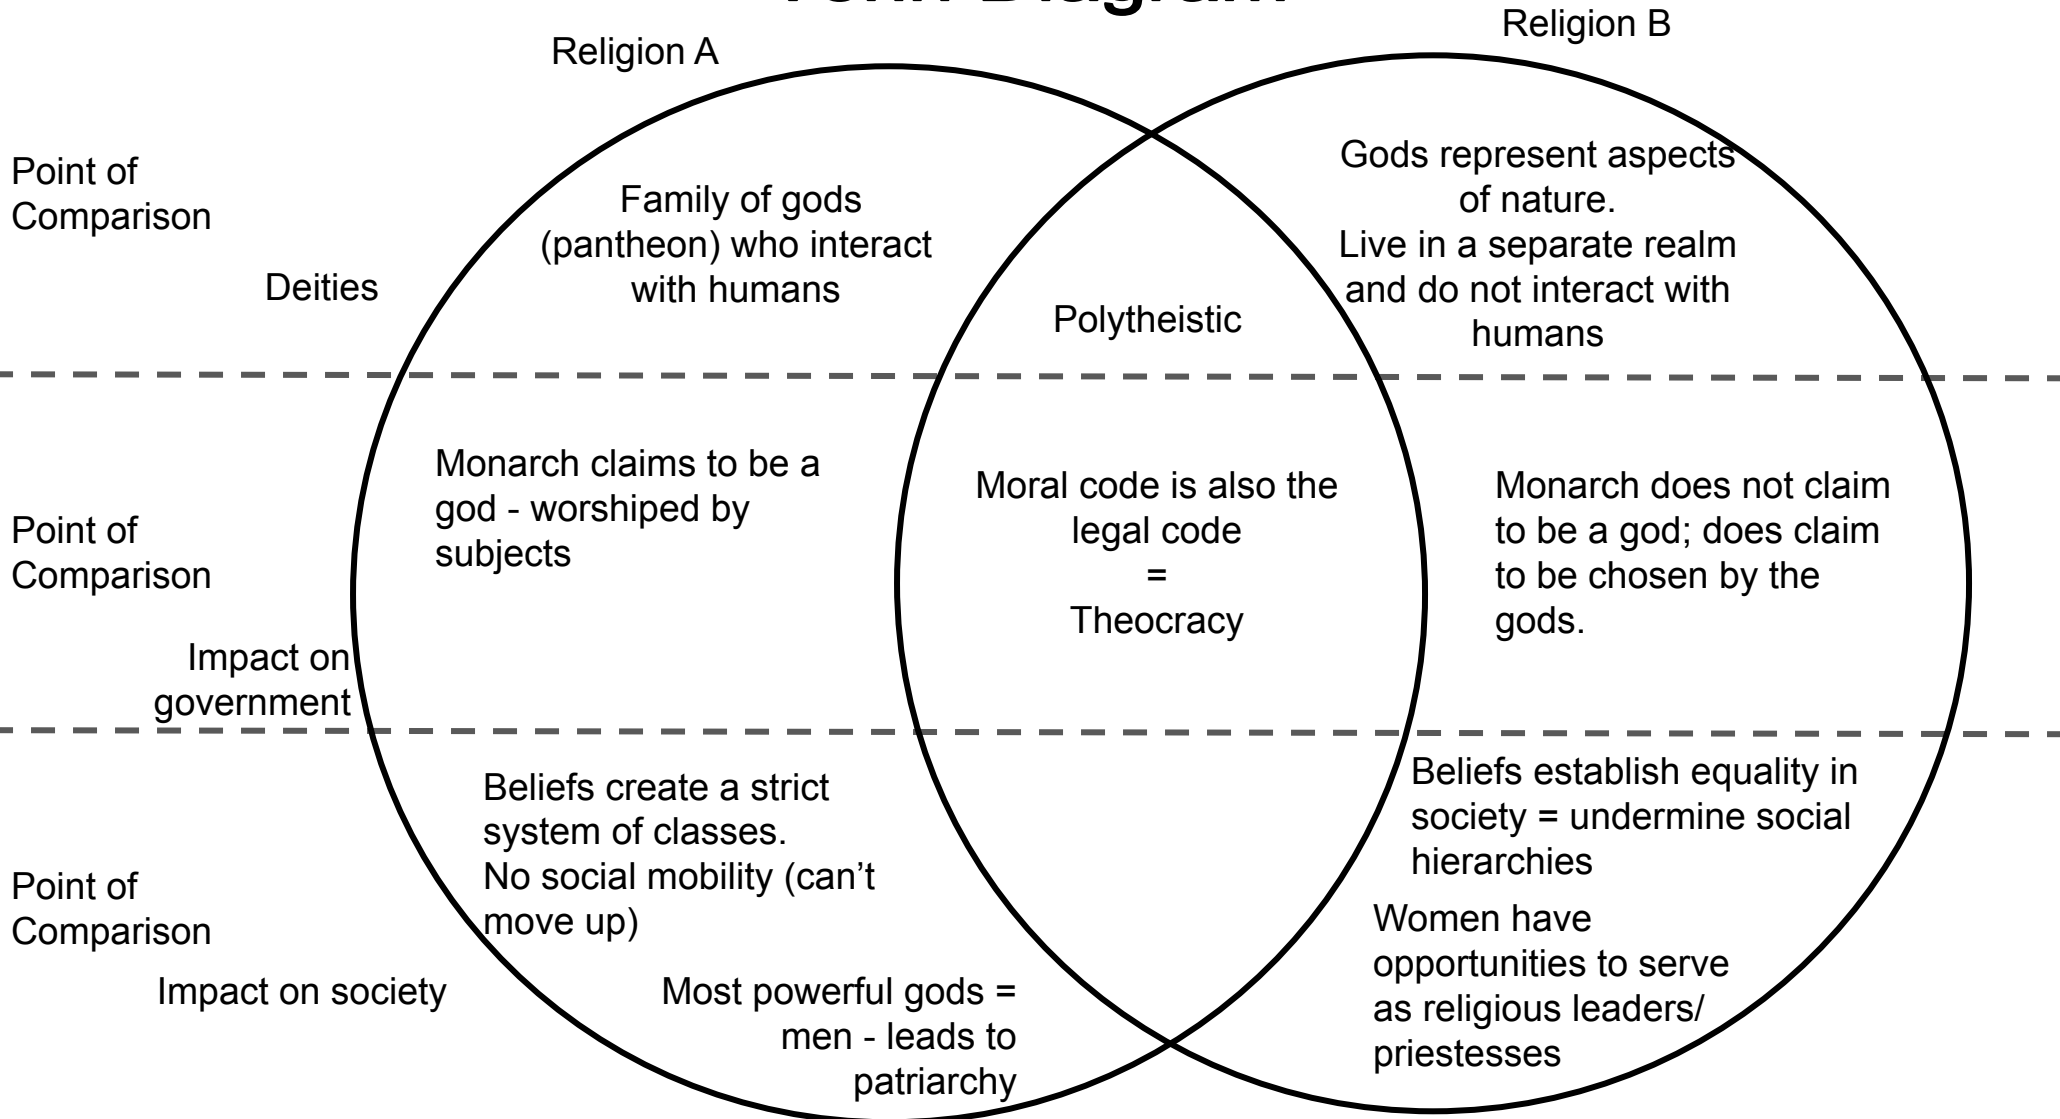 Venn Diagram
Religion A
Religion B
Point of
Comparison
Deities
Family of gods
(pantheon) who interact
with humans
Polytheistic
Gods represent aspects
of nature.
Live in a separate realm
and do not interact with
humans
Point of
Comparison
Impact on
government
Monarch claims to be a
god - worshiped by
subjects
Moral code is also the
legal code
=
Theocracy
Monarch does not claim
to be a god; does claim
to be chosen by the
gods.
Point of
Comparison
Impact on society
Beliefs create a strict
system of classes.
No social mobility (can’t
move up)
Most powerful gods =
men - leads to
patriarchy
Beliefs establish equality in
society = undermine social
hierarchies
Women have
opportunities to serve
as religious leaders/
priestesses